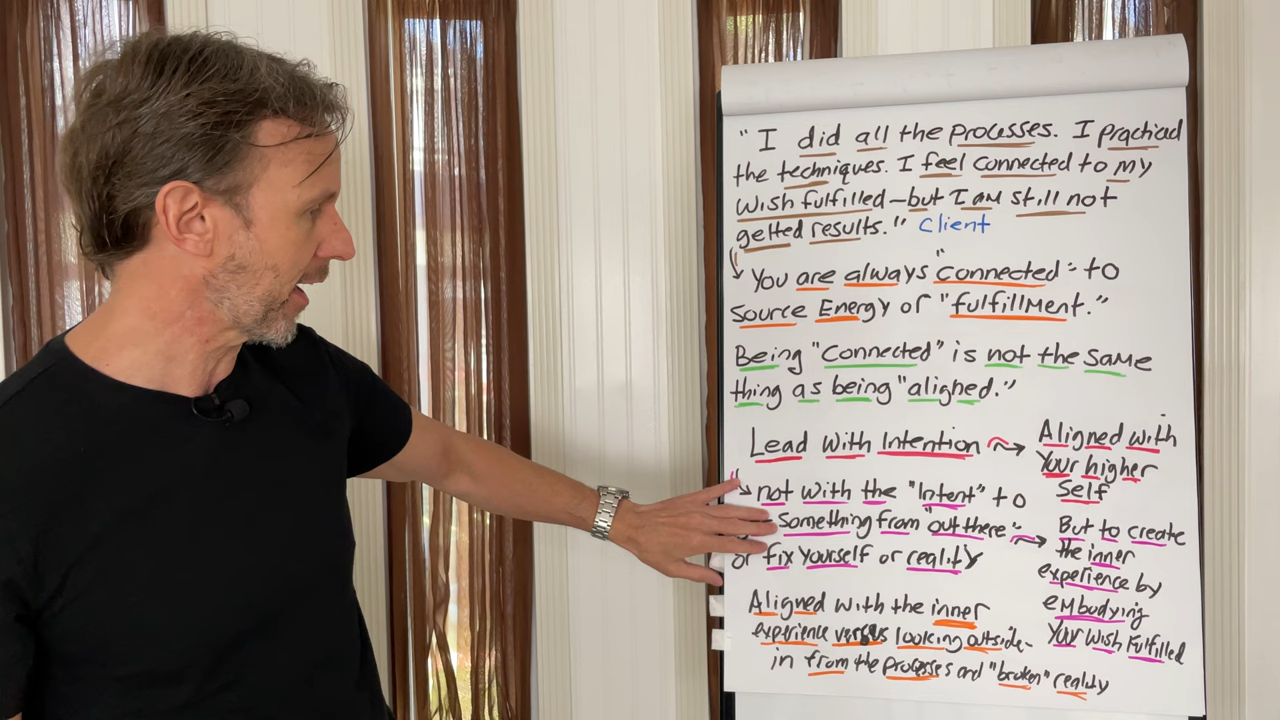 "I did all the processes. I practiced
the techniques. I feel connected to my
wish fulfilled – but I am still not
getted results." Client
↳ You are always "connected" to
source Energy or "fulfillment."
Being "Connected" is not the same
thing as being "aligned."
Lead with Intention → Aligned with
your higher
self
↳ not with the "Intent" to
something from "out there" → But to create
or fix yourself or reality
the inner
experience by
embodying
your wish fulfilled
Aligned with the inner
experience versus looking outside-
in from the processes and "broken" reality